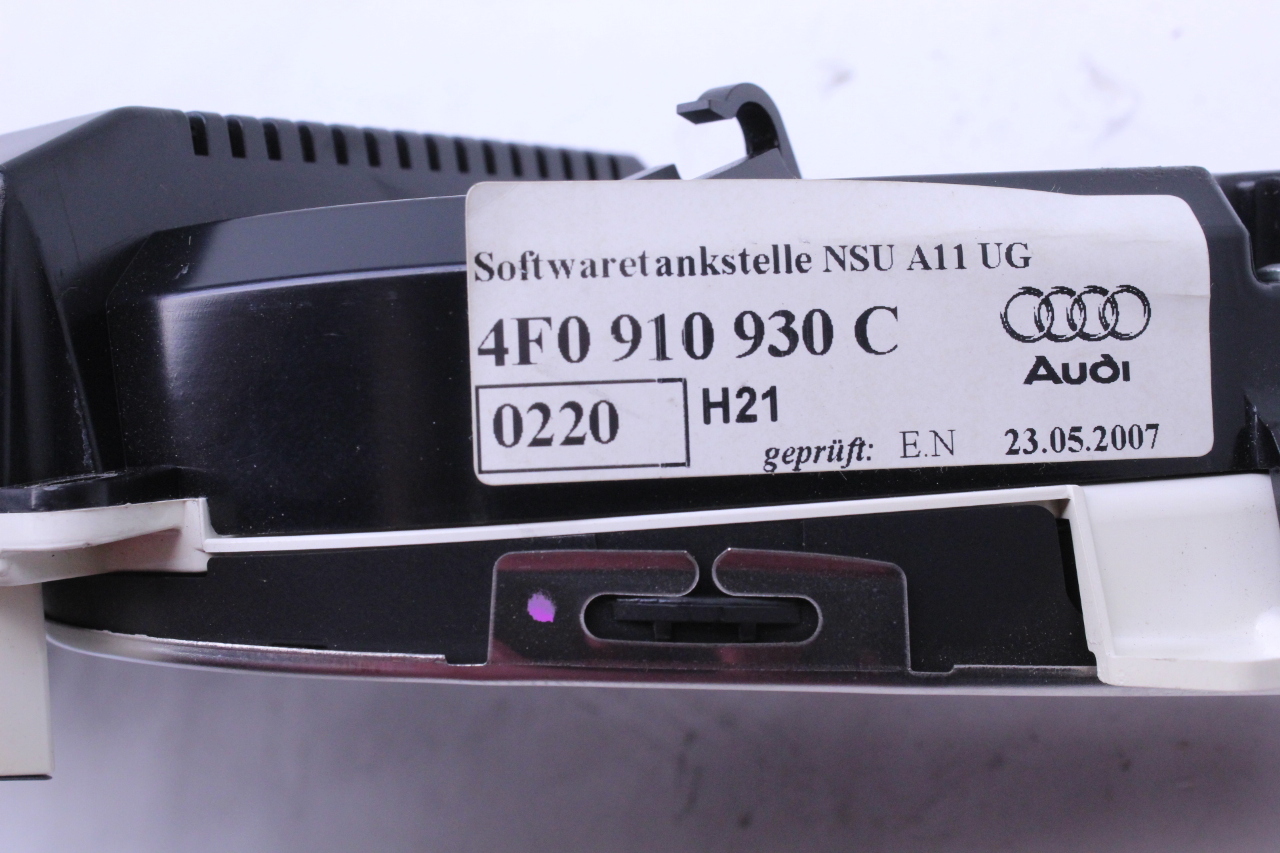 Softwaretankstelle NSU A11 UG
4F0 910 930 C
Audi
0220 H21
geprüft: E.N 23.05.2007